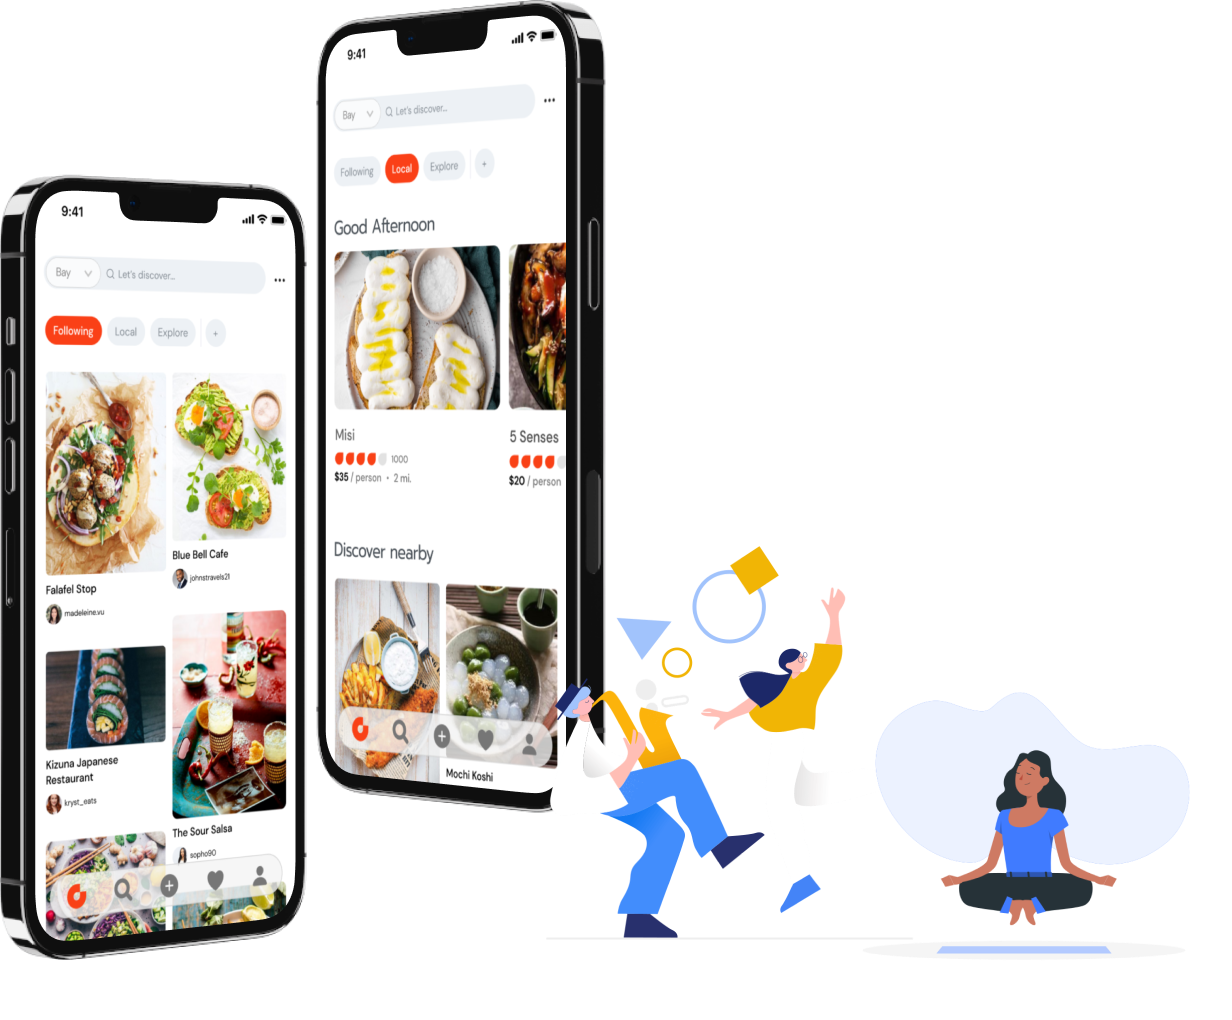 9:41
Bay
Let's discover...
Following
Local
Explore
+
Falafel Stop
madeleine.vu
Blue Bell Cafe
johnstravels21
Kizuna Japanese
Restaurant
kryst_eats
The Sour Salsa
sopho90
9:41
Bay
Let's discover...
Following
Local
Explore
+
Good Afternoon
Misi
1000
$35 / person • 2 mi.
5 Senses
$20 / person
Discover nearby
Mochi Koshi